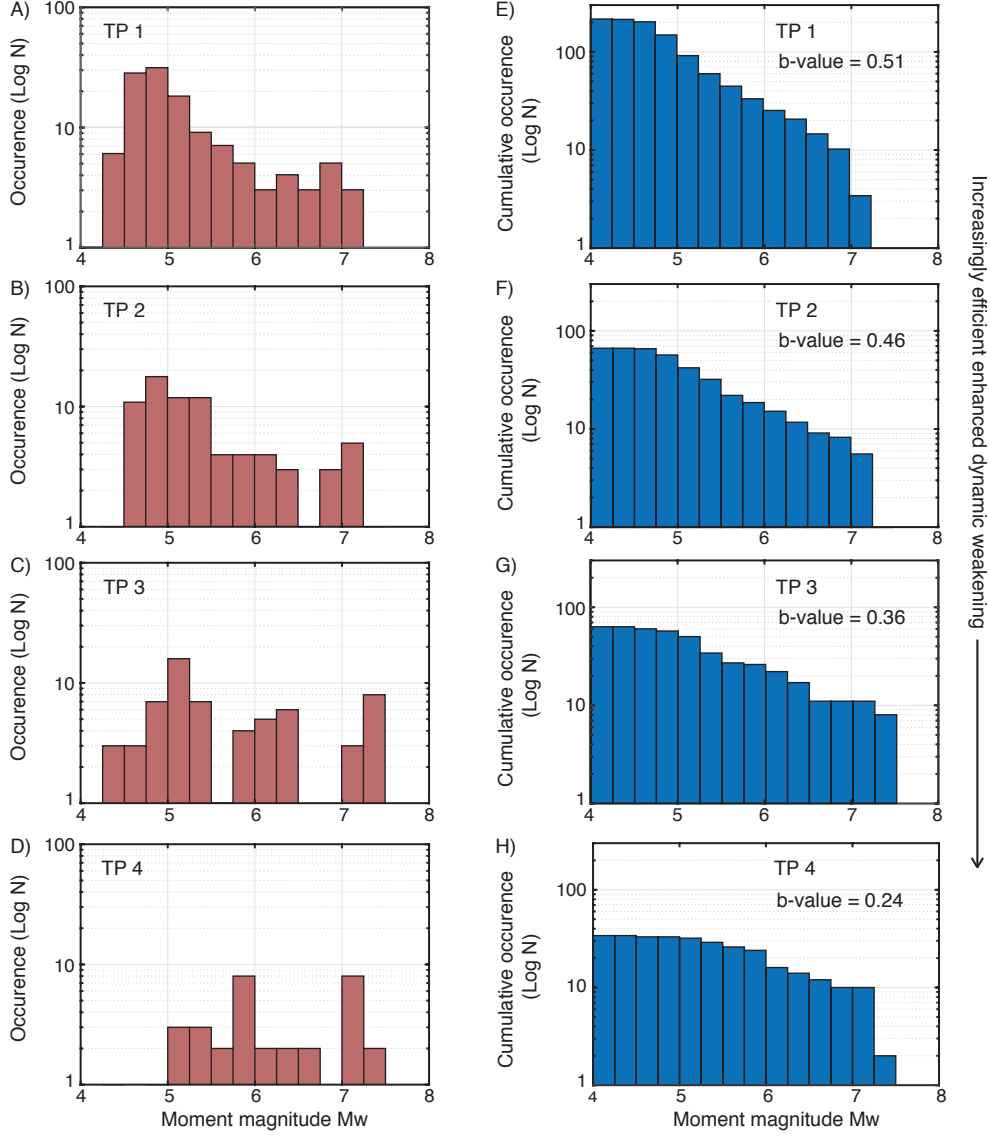 A)
TP 1
Occurence (Log N)
100
10
1
4 5 6 7 8
E)
TP 1
b-value = 0.51
Cumulative occurence
(Log N)
100
10
1
4 5 6 7 8
B)
TP 2
Occurence (Log N)
100
10
1
4 5 6 7 8
F)
TP 2
b-value = 0.46
Cumulative occurence
(Log N)
100
10
1
4 5 6 7 8
C)
TP 3
Occurence (Log N)
100
10
1
4 5 6 7 8
G)
TP 3
b-value = 0.36
Cumulative occurence
(Log N)
100
10
1
4 5 6 7 8
D)
TP 4
Occurence (Log N)
100
10
1
4 5 6 7 8
Moment magnitude Mw
H)
TP 4
b-value = 0.24
Cumulative occurence
(Log N)
100
10
1
4 5 6 7 8
Moment magnitude Mw
Increasingly efficient enhanced dynamic weakening